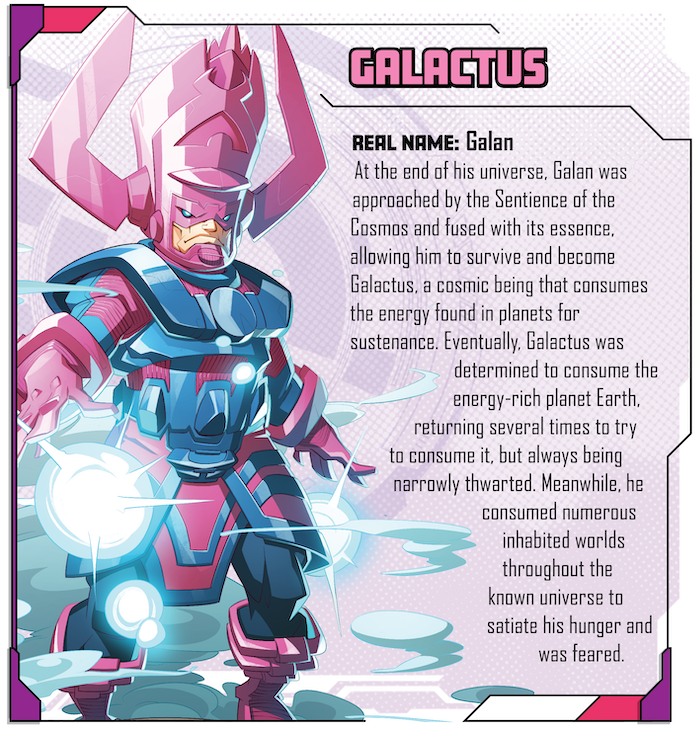 GALACTUS
REAL NAME: Galan
At the end of his universe, Galan was
approached by the Sentience of the
Cosmos and fused with its essence,
allowing him to survive and become
Galactus, a cosmic being that consumes
the energy found in planets for
sustenance. Eventually, Galactus was
determined to consume the
energy-rich planet Earth,
returning several times to try
to consume it, but always being
narrowly thwarted. Meanwhile, he
consumed numerous
inhabited worlds
throughout the
known universe to
satiate his hunger and
was feared.